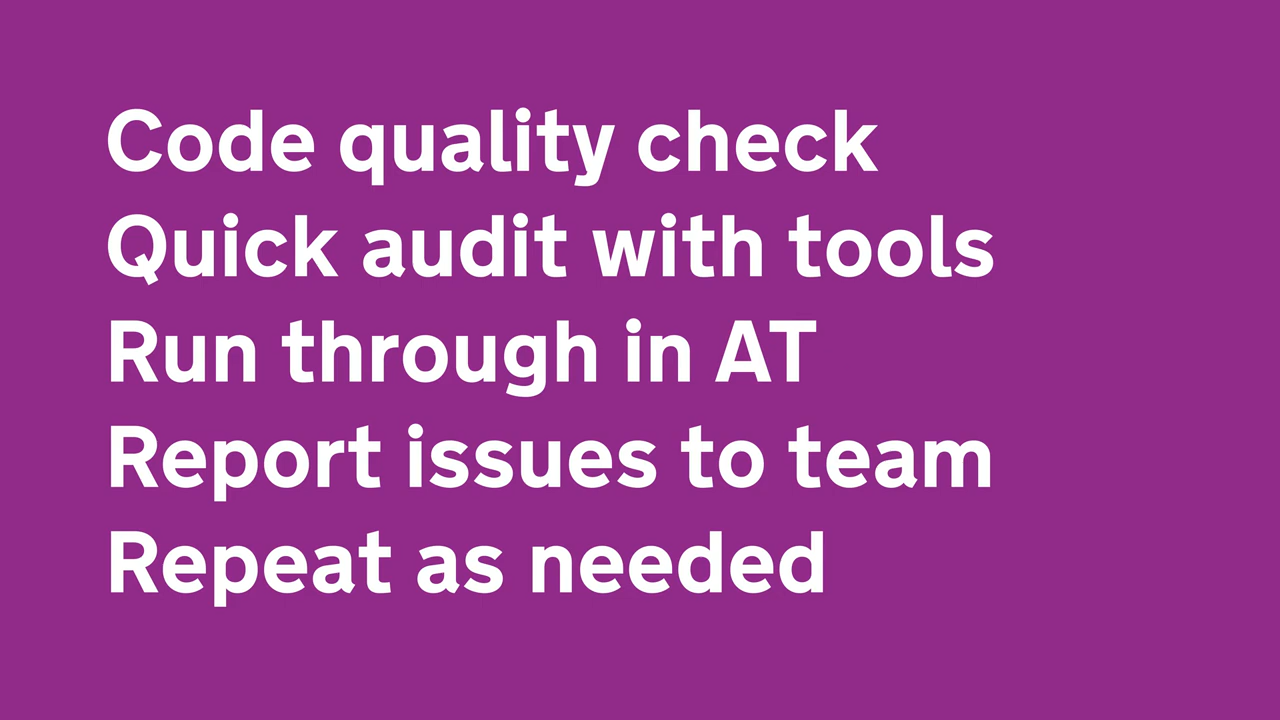 Code quality check
Quick audit with tools
Run through in AT
Report issues to team
Repeat as needed